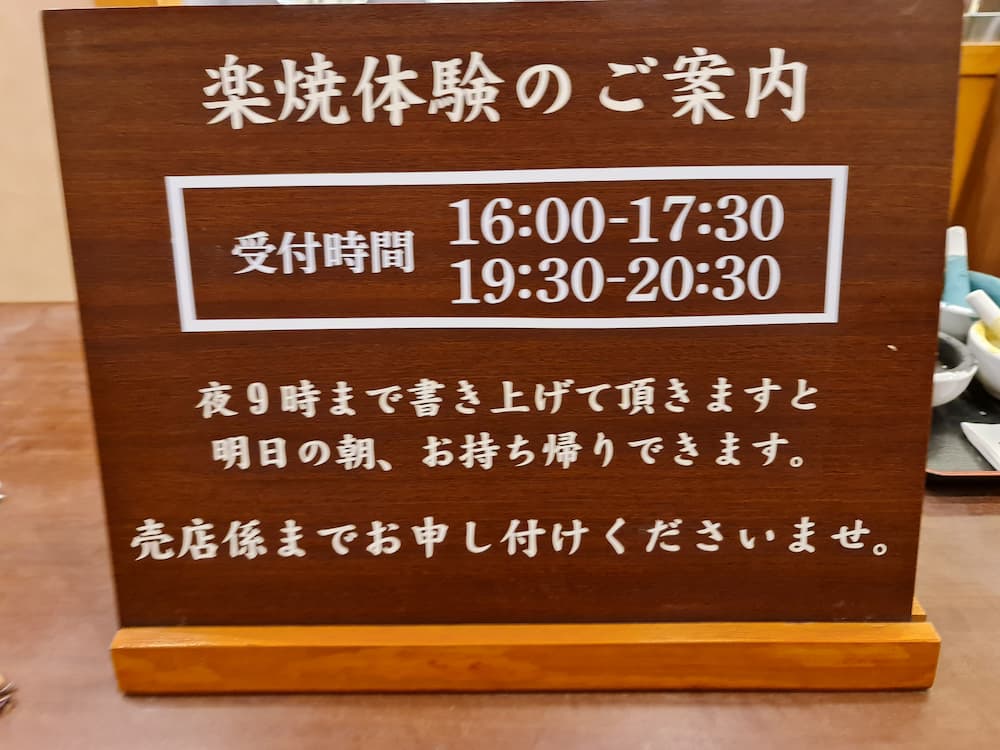 楽焼体験のご案内
受付時間
16:00-17:30
19:30-20:30
夜9時まで書き上げて頂きますと
明日の朝、お持ち帰りできます。
売店係までお申し付けくださいませ。